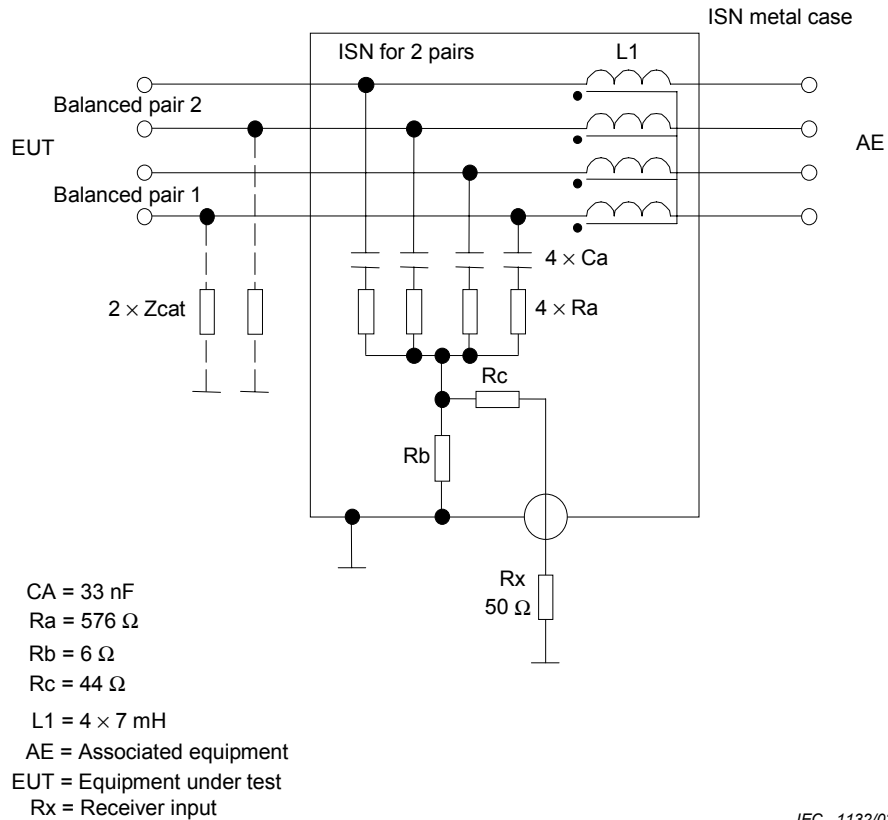 ISN metal case
ISN for 2 pairs
L1
Balanced pair 2
EUT
AE
Balanced pair 1
4 × Ca
2 × Zcat
4 × Ra
Rc
Rb
Rx
50 Ω
CA = 33 nF
Ra = 576 Ω
Rb = 6 Ω
Rc = 44 Ω
L1 = 4 × 7 mH
AE = Associated equipment
EUT = Equipment under test
Rx = Receiver input